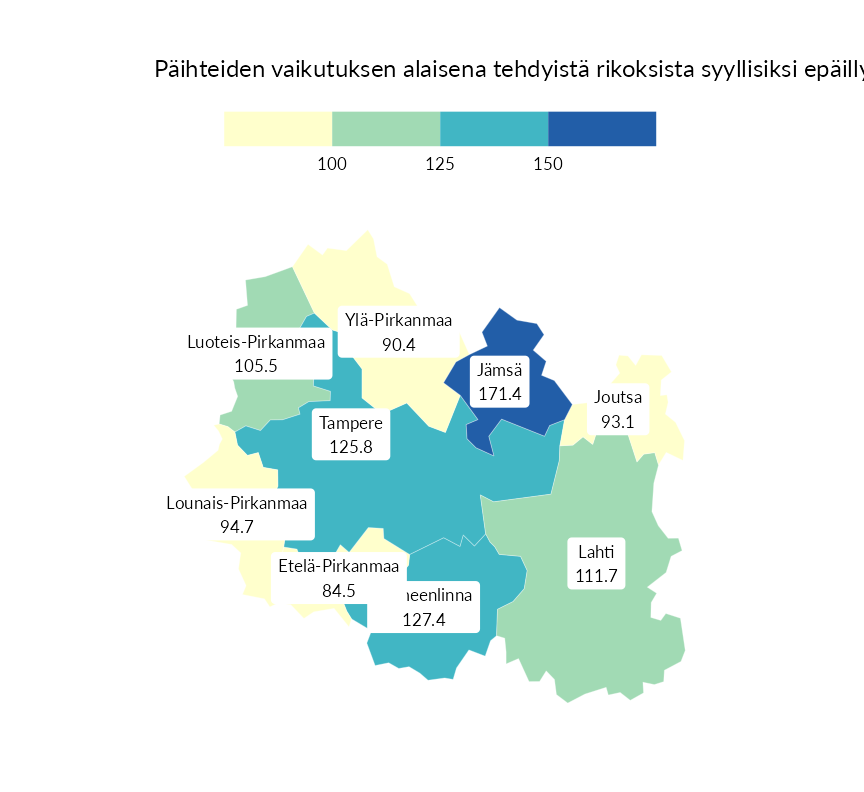 Päihteiden vaikutuksen alaisena tehdyistä rikoksista syyllisiksi
100 125 150
Ylä-Pirkanmaa
90.4
Luoteis-Pirkanmaa
105.5
Jämsä
171.4
Joutsa
93.1
Tampere
125.8
Lounais-Pirkanmaa
94.7
Lahti
111.7
Etelä-Pirkanmaa
84.5
127.4